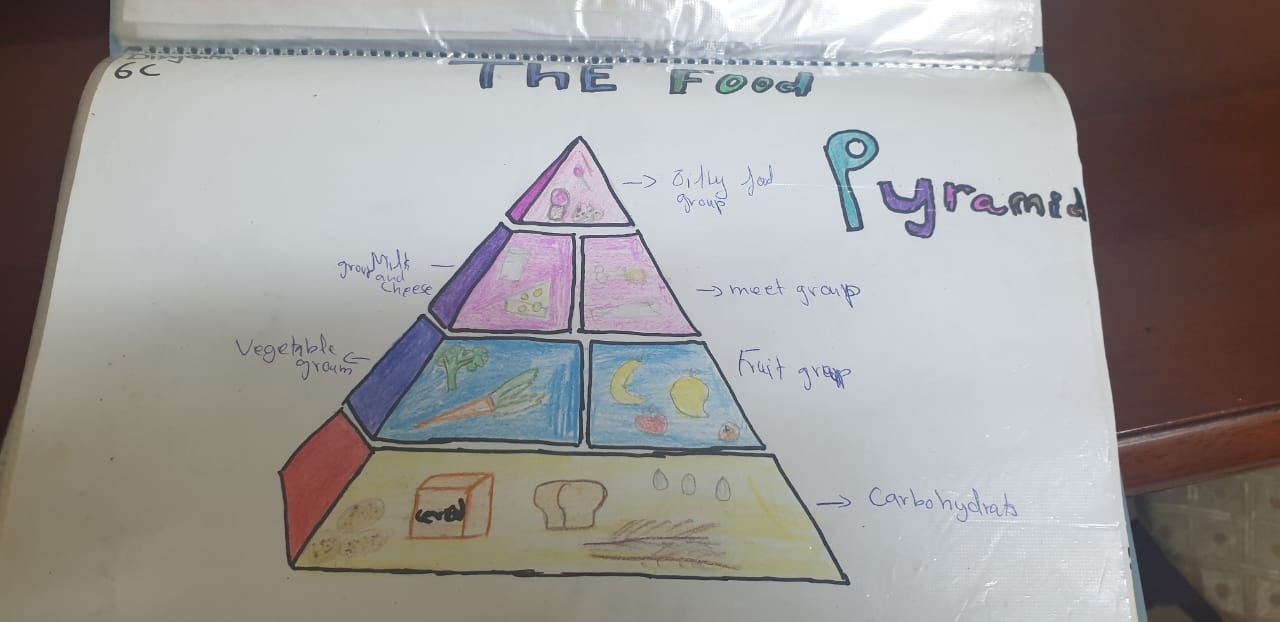 Diagram
6C
ThE Food
Pyramid
Oilly food
group
Milk
group
and
Cheese
meet group
Vegetable
groum
Fruit group
cereal
Carbohydrats